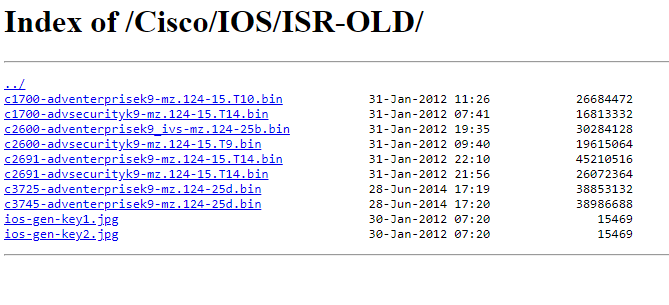 Index of /Cisco/IOS/ISR-OLD/
../
c1700-adventerprisek9-mz.124-15.T10.bin 31-Jan-2012 11:26 26684472
c1700-advsecurityk9-mz.124-15.T14.bin 31-Jan-2012 07:41 16813332
c2600-adventerprisek9_ivs-mz.124-25b.bin 31-Jan-2012 19:35 30284128
c2600-advsecurityk9-mz.124-15.T9.bin 31-Jan-2012 09:40 19615064
c2691-adventerprisek9-mz.124-15.T14.bin 31-Jan-2012 22:10 45210516
c2691-advsecurityk9-mz.124-15.T14.bin 31-Jan-2012 21:56 26072364
c3725-adventerprisek9-mz.124-25d.bin 28-Jun-2014 17:19 38853132
c3745-adventerprisek9-mz.124-25d.bin 28-Jun-2014 17:20 38986688
ios-gen-key1.jpg 30-Jan-2012 07:20 15469
ios-gen-key2.jpg 30-Jan-2012 07:20 15469